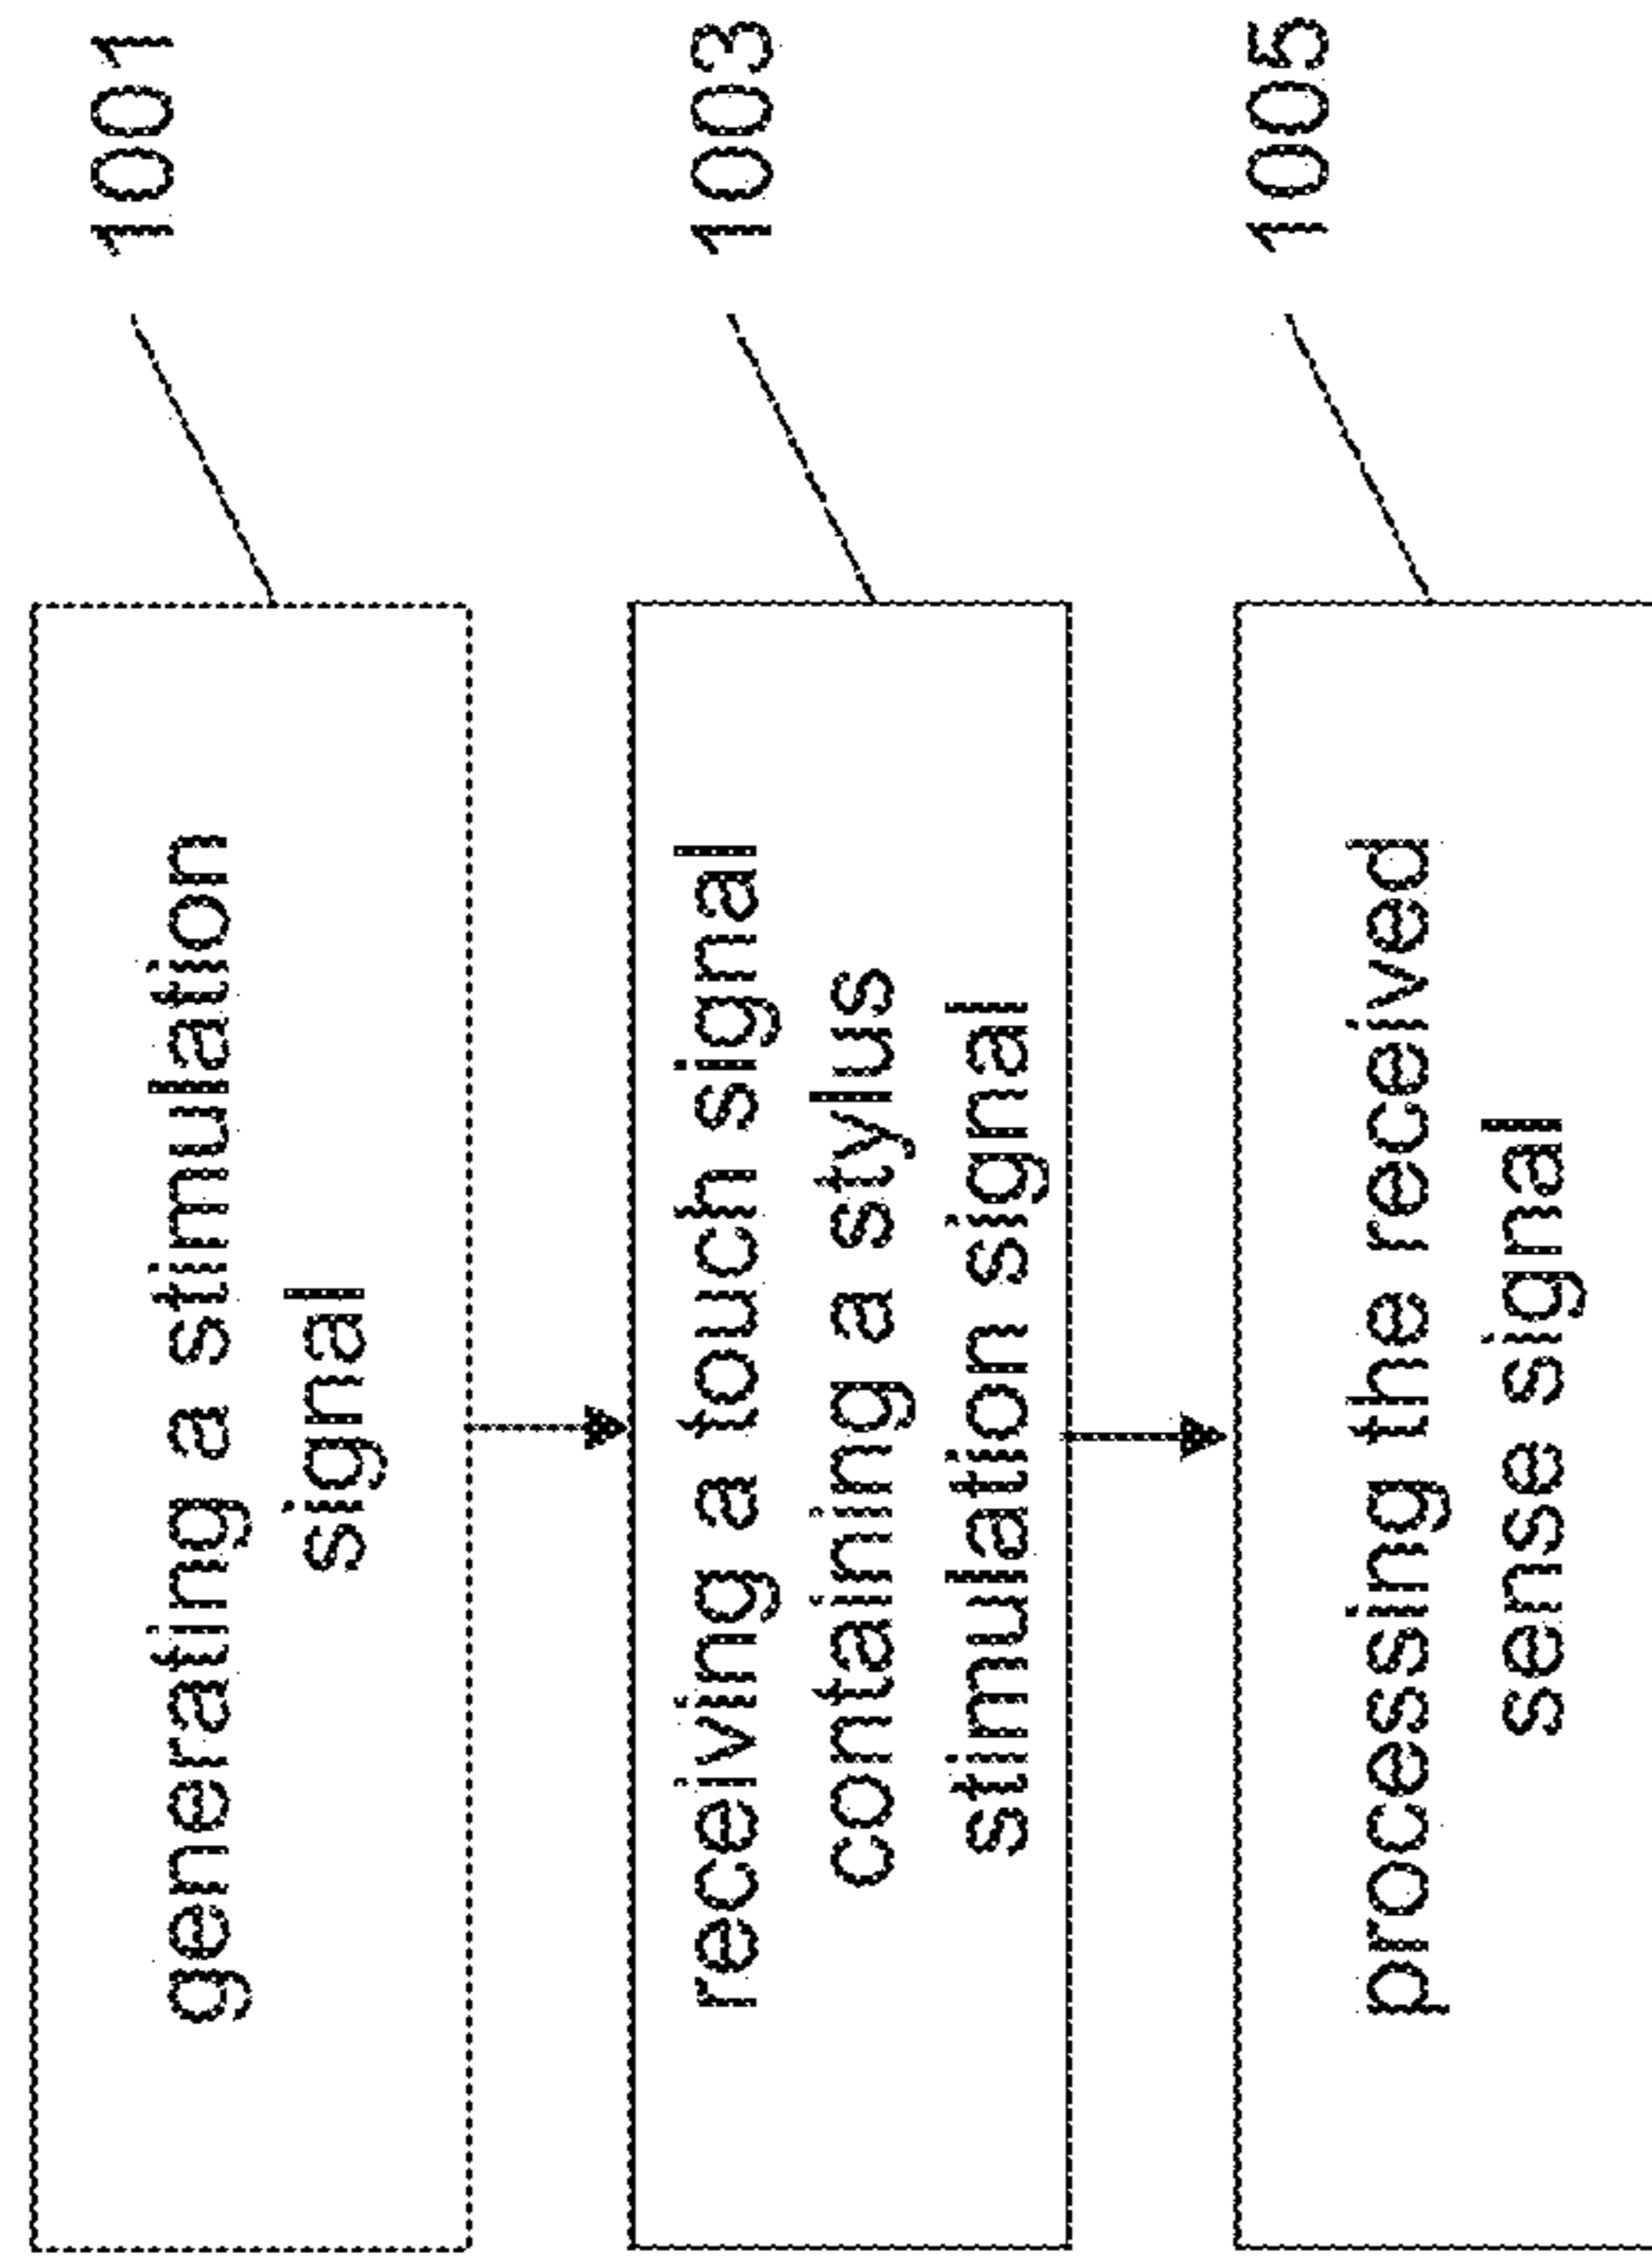 generating a stimulation
signal
1001
receiving a touch signal
containing a stylus
stimulation signal
1003
processing the received
sense signal
1005